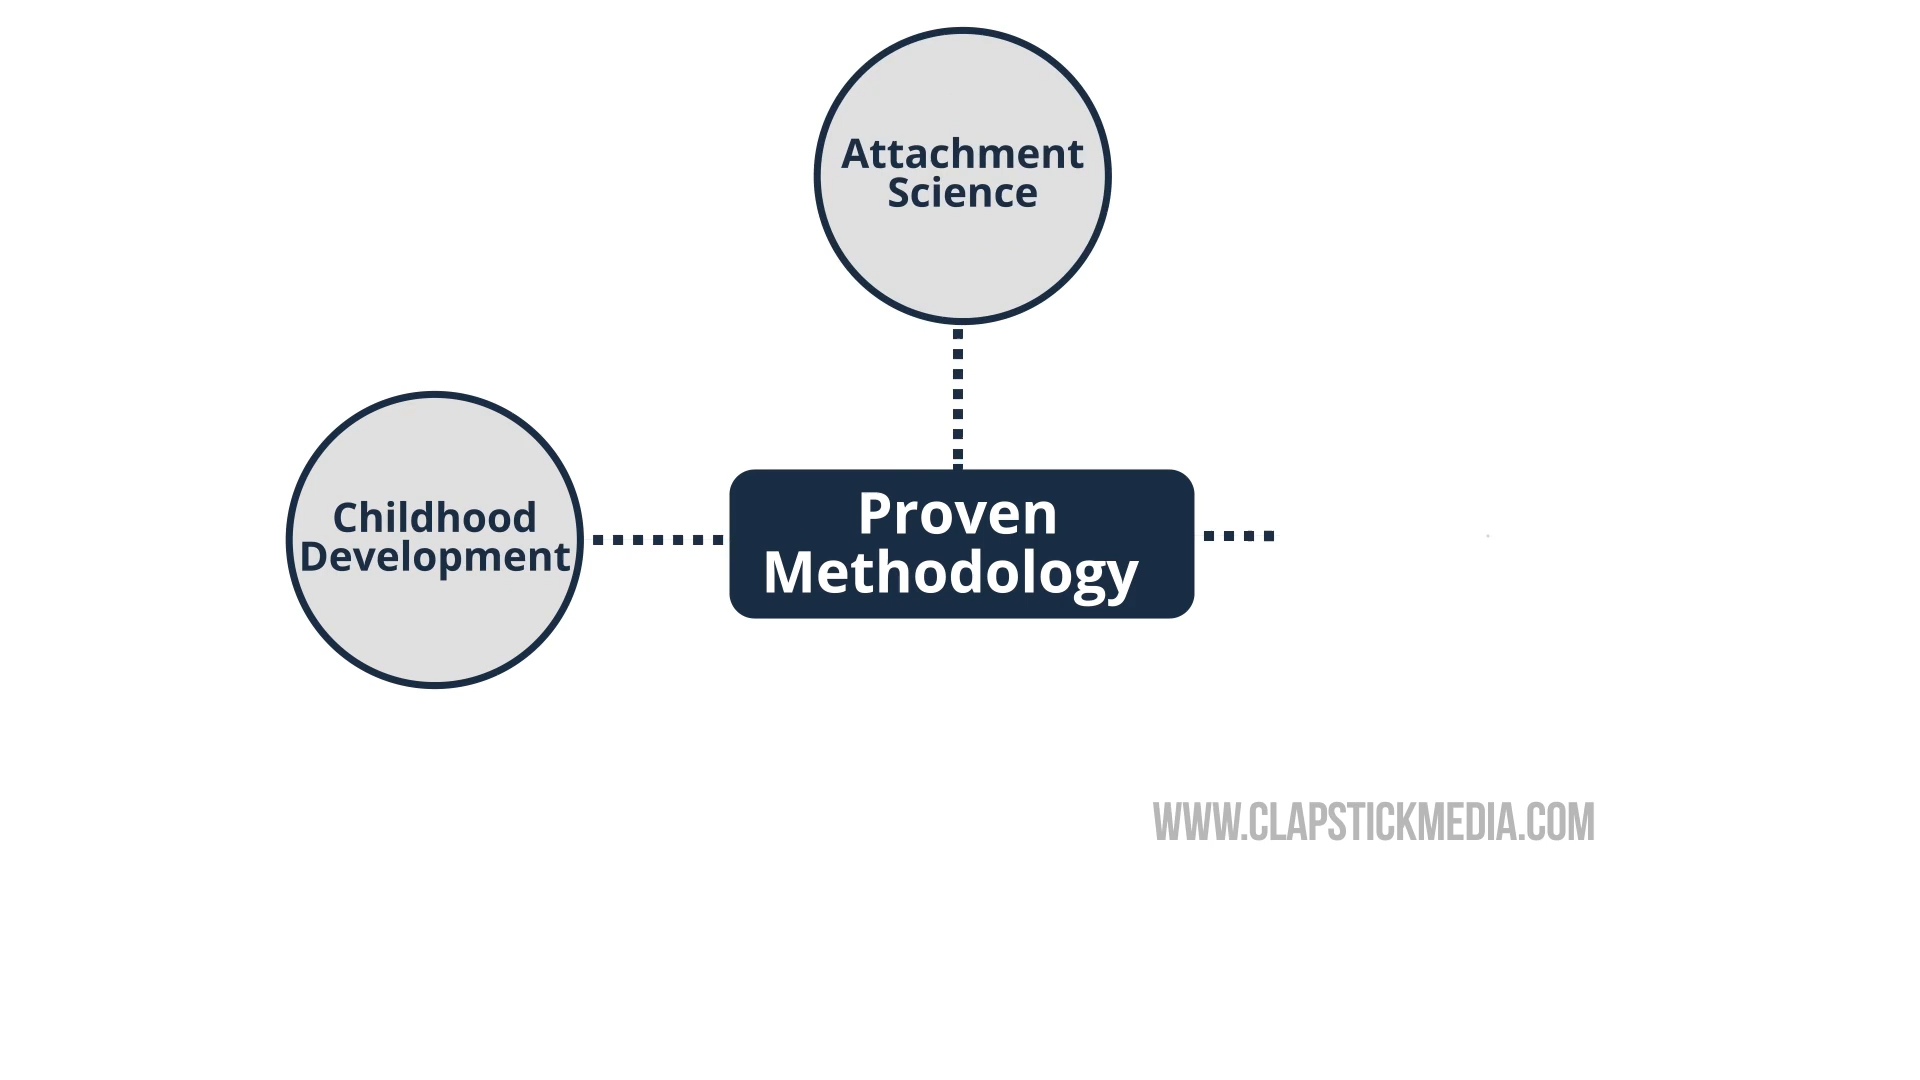 Attachment
Science
Childhood
Development
Proven
Methodology
WWW.CLAPSTICKMEDIA.COM